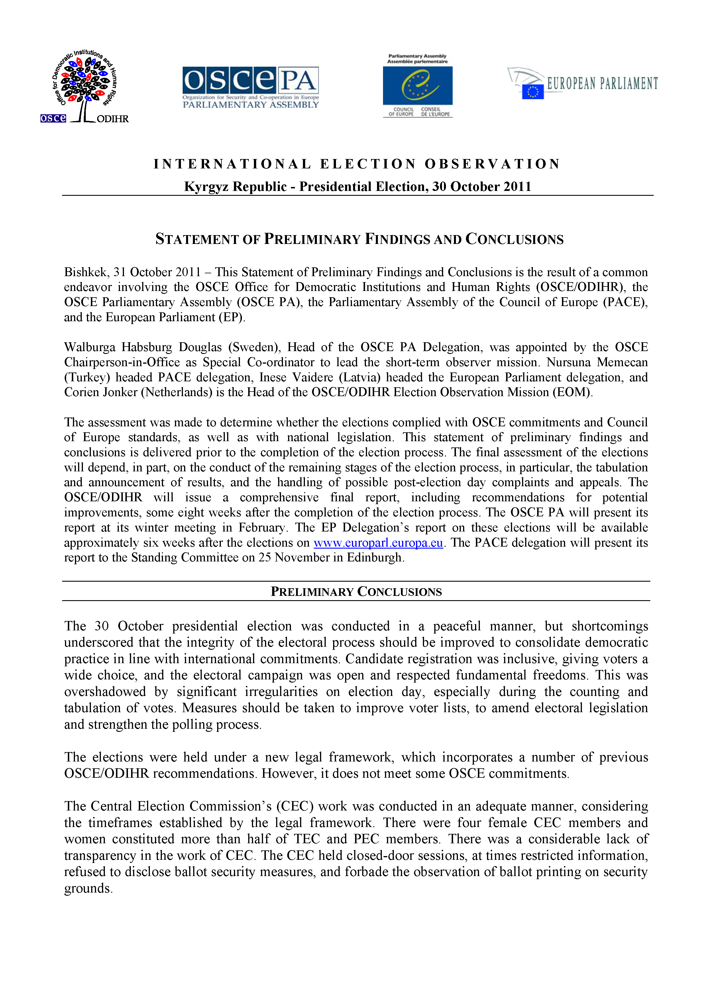 Office for Democratic Institutions and Human Rights
osce ODIHR
OSCE PA
Organization for Security and Co-operation in Europe
PARLIAMENTARY ASSEMBLY
Parliamentary Assembly
Assemblée parlementaire
COUNCIL OF EUROPE
CONSEIL DE L'EUROPE
EUROPEAN PARLIAMENT
INTERNATIONAL ELECTION OBSERVATION
Kyrgyz Republic - Presidential Election, 30 October 2011
STATEMENT OF PRELIMINARY FINDINGS AND CONCLUSIONS
Bishkek, 31 October 2011 – This Statement of Preliminary Findings and Conclusions is the result of a common
endeavor involving the OSCE Office for Democratic Institutions and Human Rights (OSCE/ODIHR), the
OSCE Parliamentary Assembly (OSCE PA), the Parliamentary Assembly of the Council of Europe (PACE),
and the European Parliament (EP).
Walburga Habsburg Douglas (Sweden), Head of the OSCE PA Delegation, was appointed by the OSCE
Chairperson-in-Office as Special Co-ordinator to lead the short-term observer mission. Nursuna Memecan
(Turkey) headed PACE delegation, Inese Vaidere (Latvia) headed the European Parliament delegation, and
Corien Jonker (Netherlands) is the Head of the OSCE/ODIHR Election Observation Mission (EOM).
The assessment was made to determine whether the elections complied with OSCE commitments and Council
of Europe standards, as well as with national legislation. This statement of preliminary findings and
conclusions is delivered prior to the completion of the election process. The final assessment of the elections
will depend, in part, on the conduct of the remaining stages of the election process, in particular, the tabulation
and announcement of results, and the handling of possible post-election day complaints and appeals. The
OSCE/ODIHR will issue a comprehensive final report, including recommendations for potential
improvements, some eight weeks after the completion of the election process. The OSCE PA will present its
report at its winter meeting in February. The EP Delegation’s report on these elections will be available
approximately six weeks after the elections on www.europarl.europa.eu. The PACE delegation will present its
report to the Standing Committee on 25 November in Edinburgh.
PRELIMINARY CONCLUSIONS
The 30 October presidential election was conducted in a peaceful manner, but shortcomings
underscored that the integrity of the electoral process should be improved to consolidate democratic
practice in line with international commitments. Candidate registration was inclusive, giving voters a
wide choice, and the electoral campaign was open and respected fundamental freedoms. This was
overshadowed by significant irregularities on election day, especially during the counting and
tabulation of votes. Measures should be taken to improve voter lists, to amend electoral legislation
and strengthen the polling process.
The elections were held under a new legal framework, which incorporates a number of previous
OSCE/ODIHR recommendations. However, it does not meet some OSCE commitments.
The Central Election Commission’s (CEC) work was conducted in an adequate manner, considering
the timeframes established by the legal framework. There were four female CEC members and
women constituted more than half of TEC and PEC members. There was a considerable lack of
transparency in the work of CEC. The CEC held closed-door sessions, at times restricted information,
refused to disclose ballot security measures, and forbade the observation of ballot printing on security
grounds.